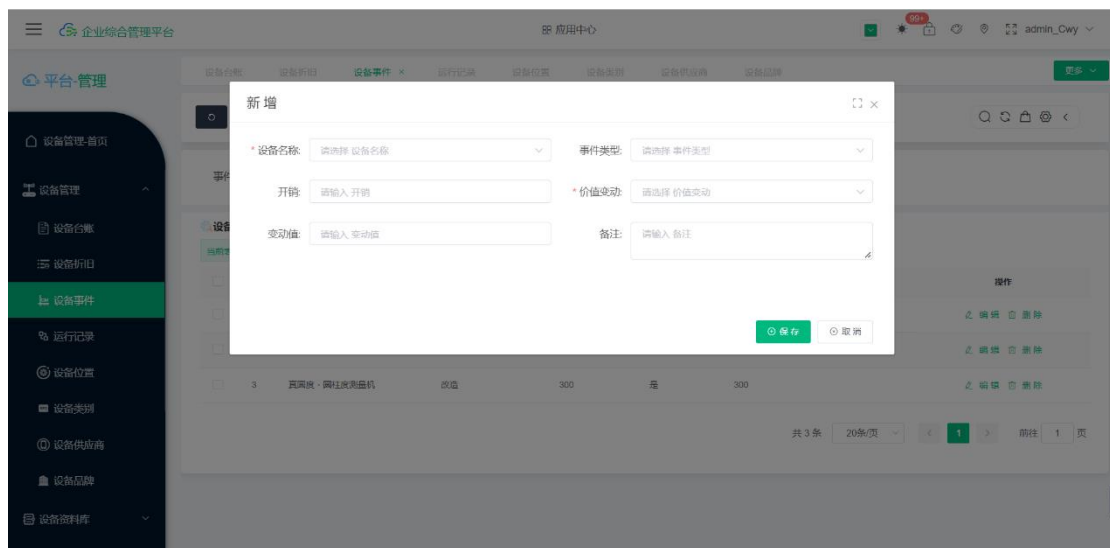 企业综合管理平台
品 应用中心
99+
admin_Cwy
平台-管理
设备台账 设备折旧 设备事件 × 运行记录 设备位置 设备类别 设备供应商 设备品牌
更多
新增
设备管理-首页
* 设备名称: 请选择 设备名称
事件类型: 请选择 事件类型
设备管理
事件
开销: 请输入 开销
* 价值变动: 请选择 价值变动
设备台账
设备
变动值: 请输入 变动值
备注: 请输入 备注
设备折旧
操作
设备事件
编辑 删除
运行记录
保存 取消
编辑 删除
设备位置
3 真圆度·圆柱度测量机 改造 300 是 300 编辑 删除
设备类别
共 3 条 20条/页 < 1 > 前往 1 页
设备供应商
设备品牌
设备资料库